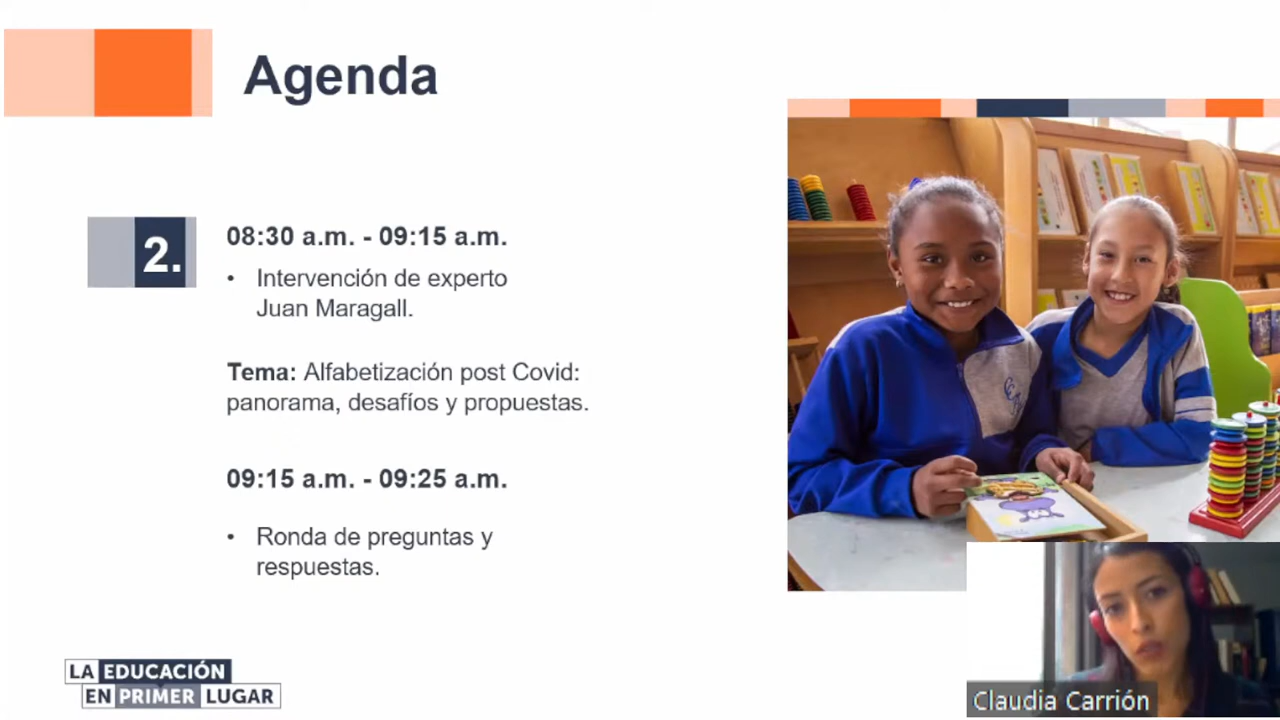 Agenda
2.
08:30 a.m. - 09:15 a.m.
• Intervención de experto
Juan Maragall.
Tema: Alfabetización post Covid:
panorama, desafíos y propuestas.
09:15 a.m. - 09:25 a.m.
• Ronda de preguntas y
respuestas.
LA EDUCACIÓN
EN PRIMER LUGAR
Claudia Carrión